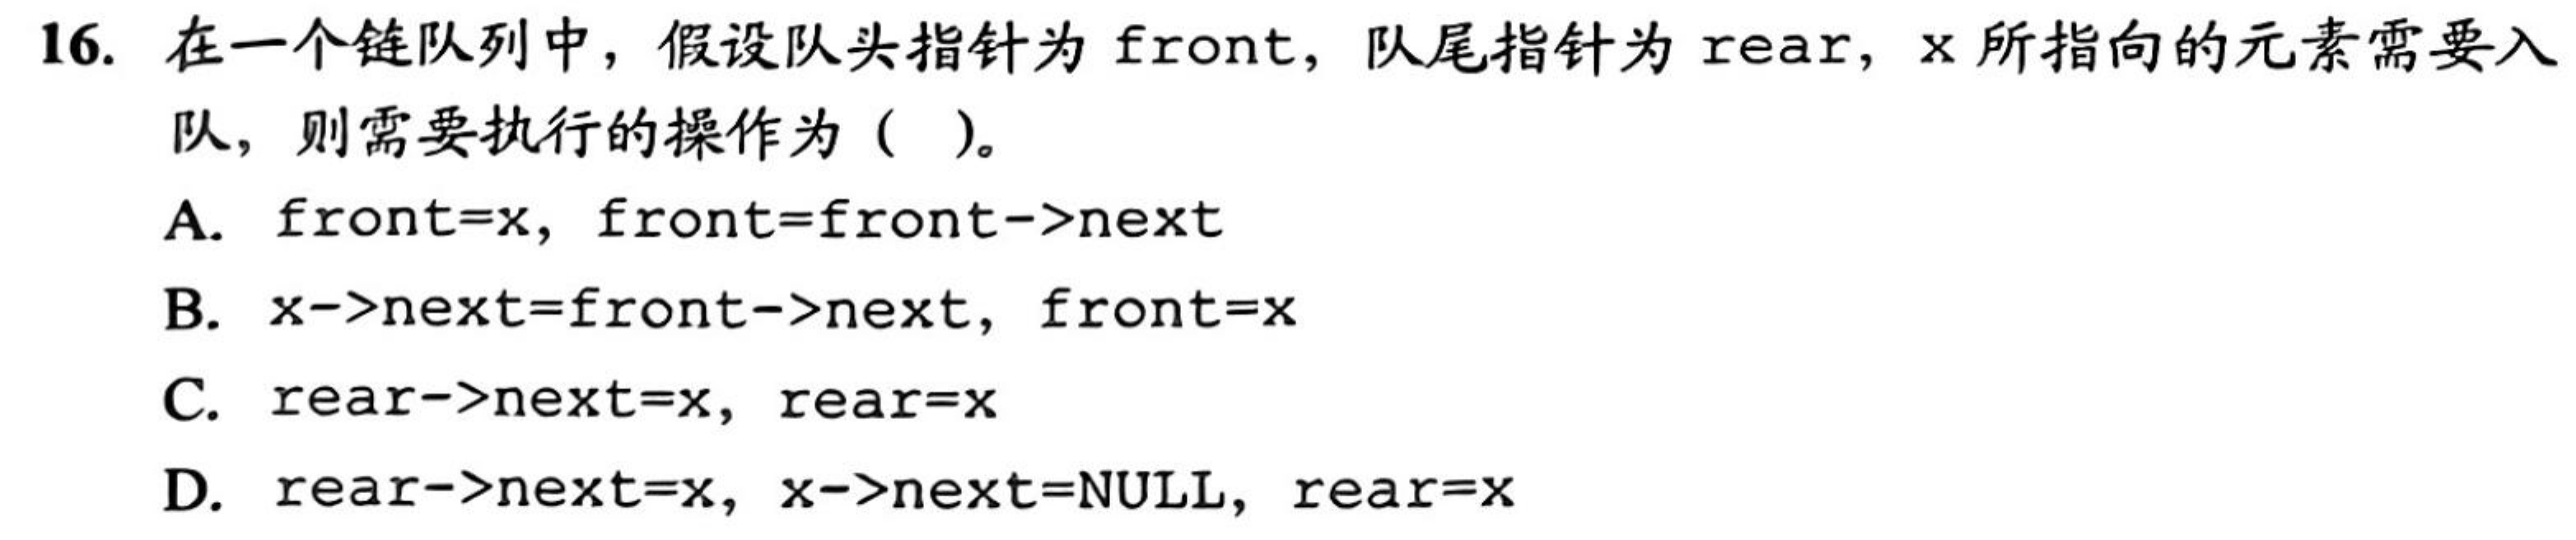 16. 在一个链队列中，假设队头指针为 front，队尾指针为 rear，x 所指向的元素需要入
队，则需要执行的操作为（ ）。
A. front=x, front=front->next
B. x->next=front->next, front=x
C. rear->next=x, rear=x
D. rear->next=x, x->next=NULL, rear=x